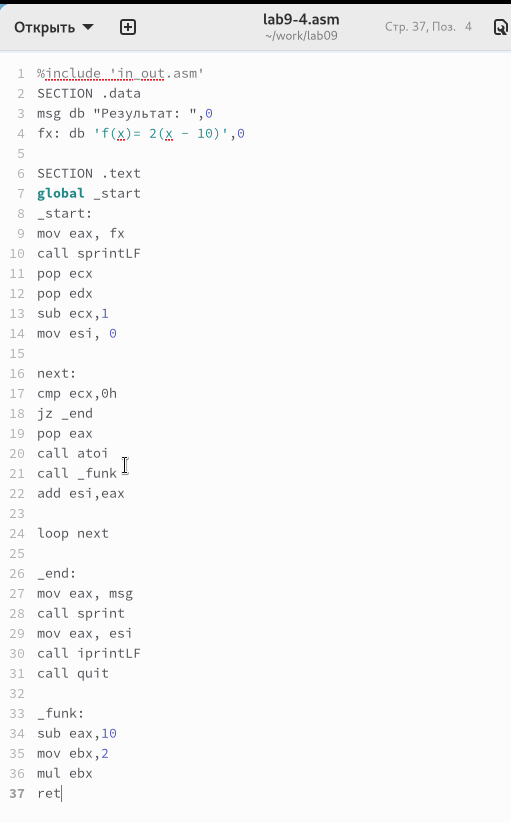 Открыть
lab9-4.asm
~/work/lab09
Стр. 37, Поз. 4
1 %include 'in_out.asm'
2 SECTION .data
3 msg db "Результат: ",0
4 fx: db 'f(x)= 2(x - 10)',0
5
6 SECTION .text
7 global _start
8 _start:
9 mov eax, fx
10 call sprintLF
11 pop ecx
12 pop edx
13 sub ecx,1
14 mov esi, 0
15
16 next:
17 cmp ecx,0h
18 jz _end
19 pop eax
20 call atoi
21 call _funk
22 add esi,eax
23
24 loop next
25
26 _end:
27 mov eax, msg
28 call sprint
29 mov eax, esi
30 call iprintLF
31 call quit
32
33 _funk:
34 sub eax,10
35 mov ebx,2
36 mul ebx
37 ret